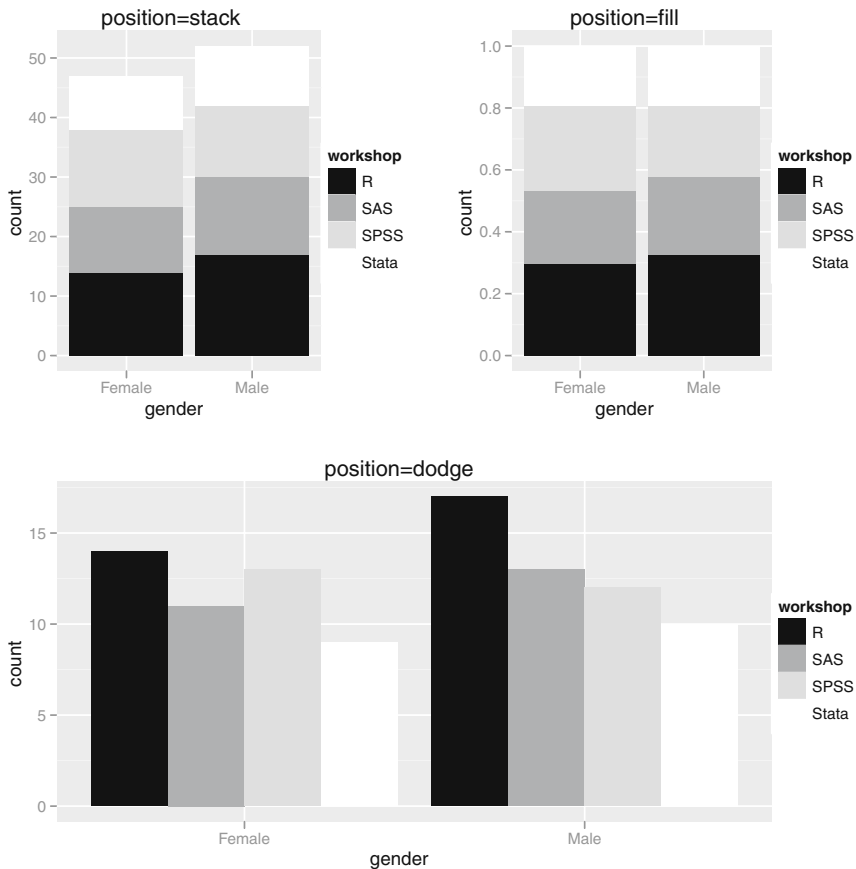 position=stack
50
40
30
20
10
0
count
Female Male
gender
workshop
R
SAS
SPSS
Stata
position=fill
1.0
0.8
0.6
0.4
0.2
0.0
count
Female Male
gender
workshop
R
SAS
SPSS
Stata
position=dodge
15
10
5
0
count
Female Male
gender
workshop
R
SAS
SPSS
Stata